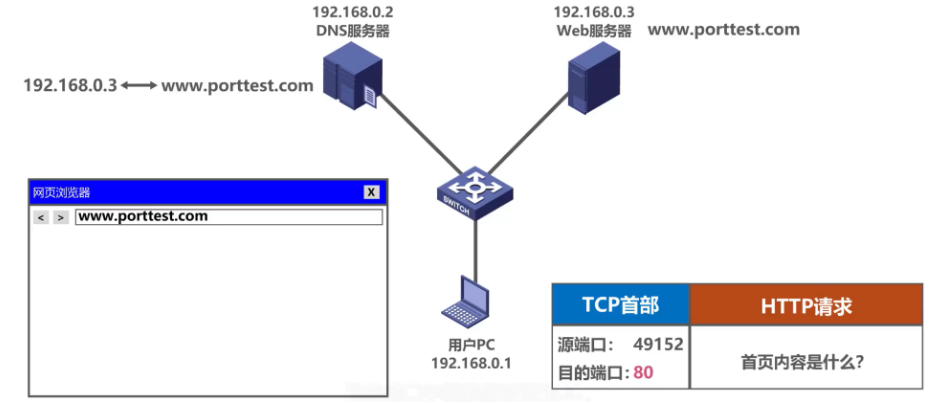 192.168.0.2
DNS服务器
192.168.0.3
Web服务器 www.porttest.com
192.168.0.3 www.porttest.com
SWITCH
网页浏览器 X
< > www.porttest.com
用户PC
192.168.0.1
TCP首部 HTTP请求
源端口: 49152
目的端口:80
首页内容是什么?